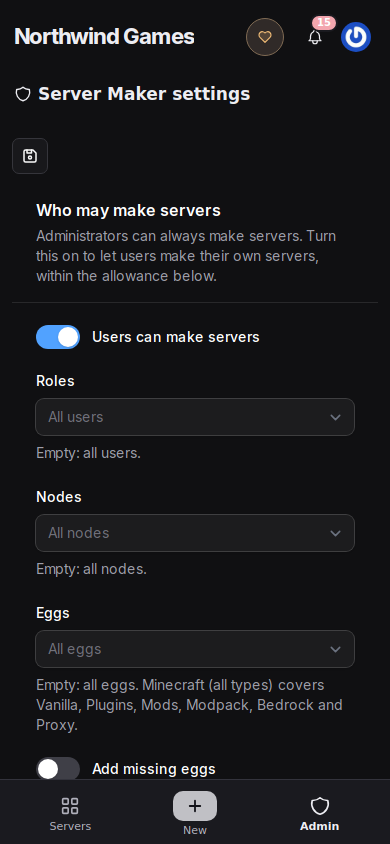 Northwind Games
15
Server Maker settings
Who may make servers
Administrators can always make servers. Turn
this on to let users make their own servers,
within the allowance below.
Users can make servers
Roles
All users
Empty: all users.
Nodes
All nodes
Empty: all nodes.
Eggs
All eggs
Empty: all eggs. Minecraft (all types) covers
Vanilla, Plugins, Mods, Modpack, Bedrock and
Proxy.
Add missing eggs
Servers
New
Admin